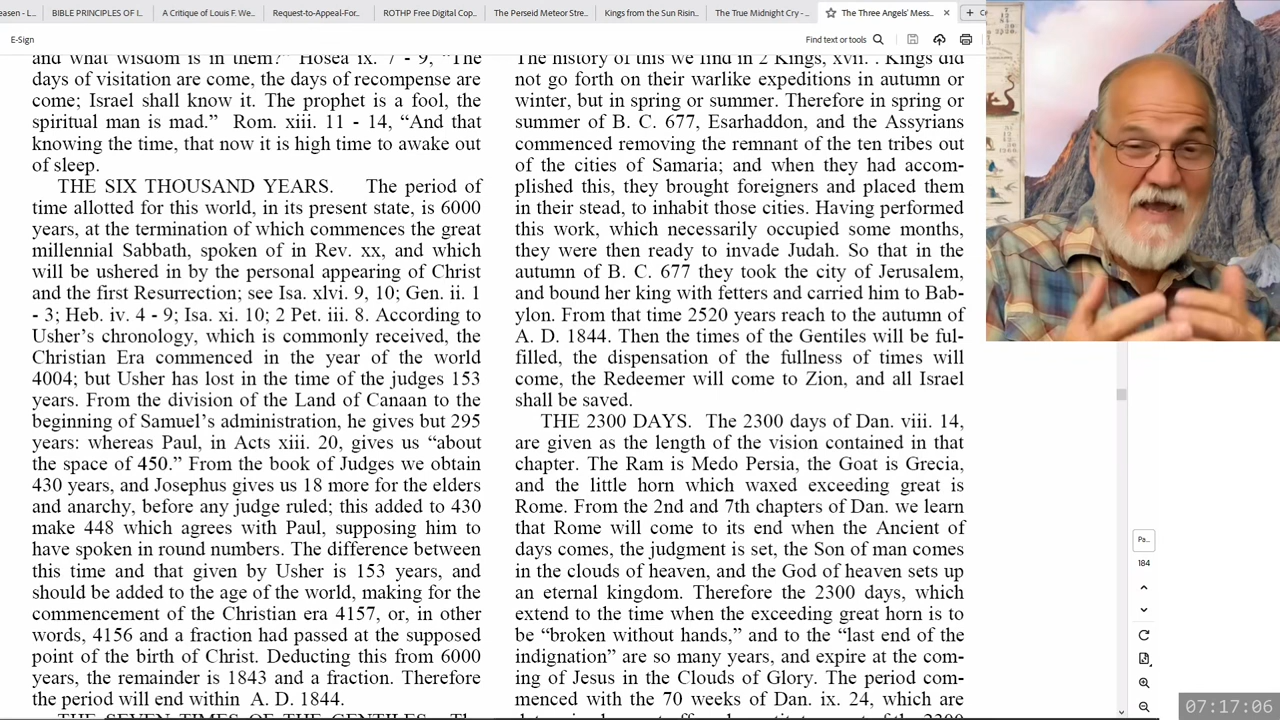 easen - L...
BIBLE PRINCIPLES OF I...
A Critique of Louis F. We...
Request-to-Appeal-For...
ROTHP Free Digital Cop...
The Perseid Meteor Stre...
Kings from the Sun Risin...
The True Midnight Cry - ...
The Three Angels' Mess...
E-Sign
Find text or tools
and what wisdom is in them?" Hosea ix. 7 - 9, "The
days of visitation are come, the days of recompense are
come; Israel shall know it. The prophet is a fool, the
spiritual man is mad." Rom. xiii. 11 - 14, "And that
knowing the time, that now it is high time to awake out
of sleep.
THE SIX THOUSAND YEARS. The period of
time allotted for this world, in its present state, is 6000
years, at the termination of which commences the great
millennial Sabbath, spoken of in Rev. xx, and which
will be ushered in by the personal appearing of Christ
and the first Resurrection; see Isa. xlvi. 9, 10; Gen. ii. 1
- 3; Heb. iv. 4 - 9; Isa. xi. 10; 2 Pet. iii. 8. According to
Usher's chronology, which is commonly received, the
Christian Era commenced in the year of the world
4004; but Usher has lost in the time of the judges 153
years. From the division of the Land of Canaan to the
beginning of Samuel's administration, he gives but 295
years: whereas Paul, in Acts xiii. 20, gives us "about
the space of 450." From the book of Judges we obtain
430 years, and Josephus gives us 18 more for the elders
and anarchy, before any judge ruled; this added to 430
make 448 which agrees with Paul, supposing him to
have spoken in round numbers. The difference between
this time and that given by Usher is 153 years, and
should be added to the age of the world, making for the
commencement of the Christian era 4157, or, in other
words, 4156 and a fraction had passed at the supposed
point of the birth of Christ. Deducting this from 6000
years, the remainder is 1843 and a fraction. Therefore
the period will end within A. D. 1844.
THE SEVEN TIMES OF THE GENTILES. The
The history of this we find in 2 Kings, xvii. . Kings did
not go forth on their warlike expeditions in autumn or
winter, but in spring or summer. Therefore in spring or
summer of B. C. 677, Esarhaddon, and the Assyrians
commenced removing the remnant of the ten tribes out
of the cities of Samaria; and when they had accom-
plished this, they brought foreigners and placed them
in their stead, to inhabit those cities. Having performed
this work, which necessarily occupied some months,
they were then ready to invade Judah. So that in the
autumn of B. C. 677 they took the city of Jerusalem,
and bound her king with fetters and carried him to Bab-
ylon. From that time 2520 years reach to the autumn of
A. D. 1844. Then the times of the Gentiles will be ful-
filled, the dispensation of the fullness of times will
come, the Redeemer will come to Zion, and all Israel
shall be saved.
THE 2300 DAYS. The 2300 days of Dan. viii. 14,
are given as the length of the vision contained in that
chapter. The Ram is Medo Persia, the Goat is Grecia,
and the little horn which waxed exceeding great is
Rome. From the 2nd and 7th chapters of Dan. we learn
that Rome will come to its end when the Ancient of
days comes, the judgment is set, the Son of man comes
in the clouds of heaven, and the God of heaven sets up
an eternal kingdom. Therefore the 2300 days, which
extend to the time when the exceeding great horn is to
be "broken without hands," and to the "last end of the
indignation" are so many years, and expire at the com-
ing of Jesus in the Clouds of Glory. The period com-
menced with the 70 weeks of Dan. ix. 24, which are
Pa...
184
07:17:06